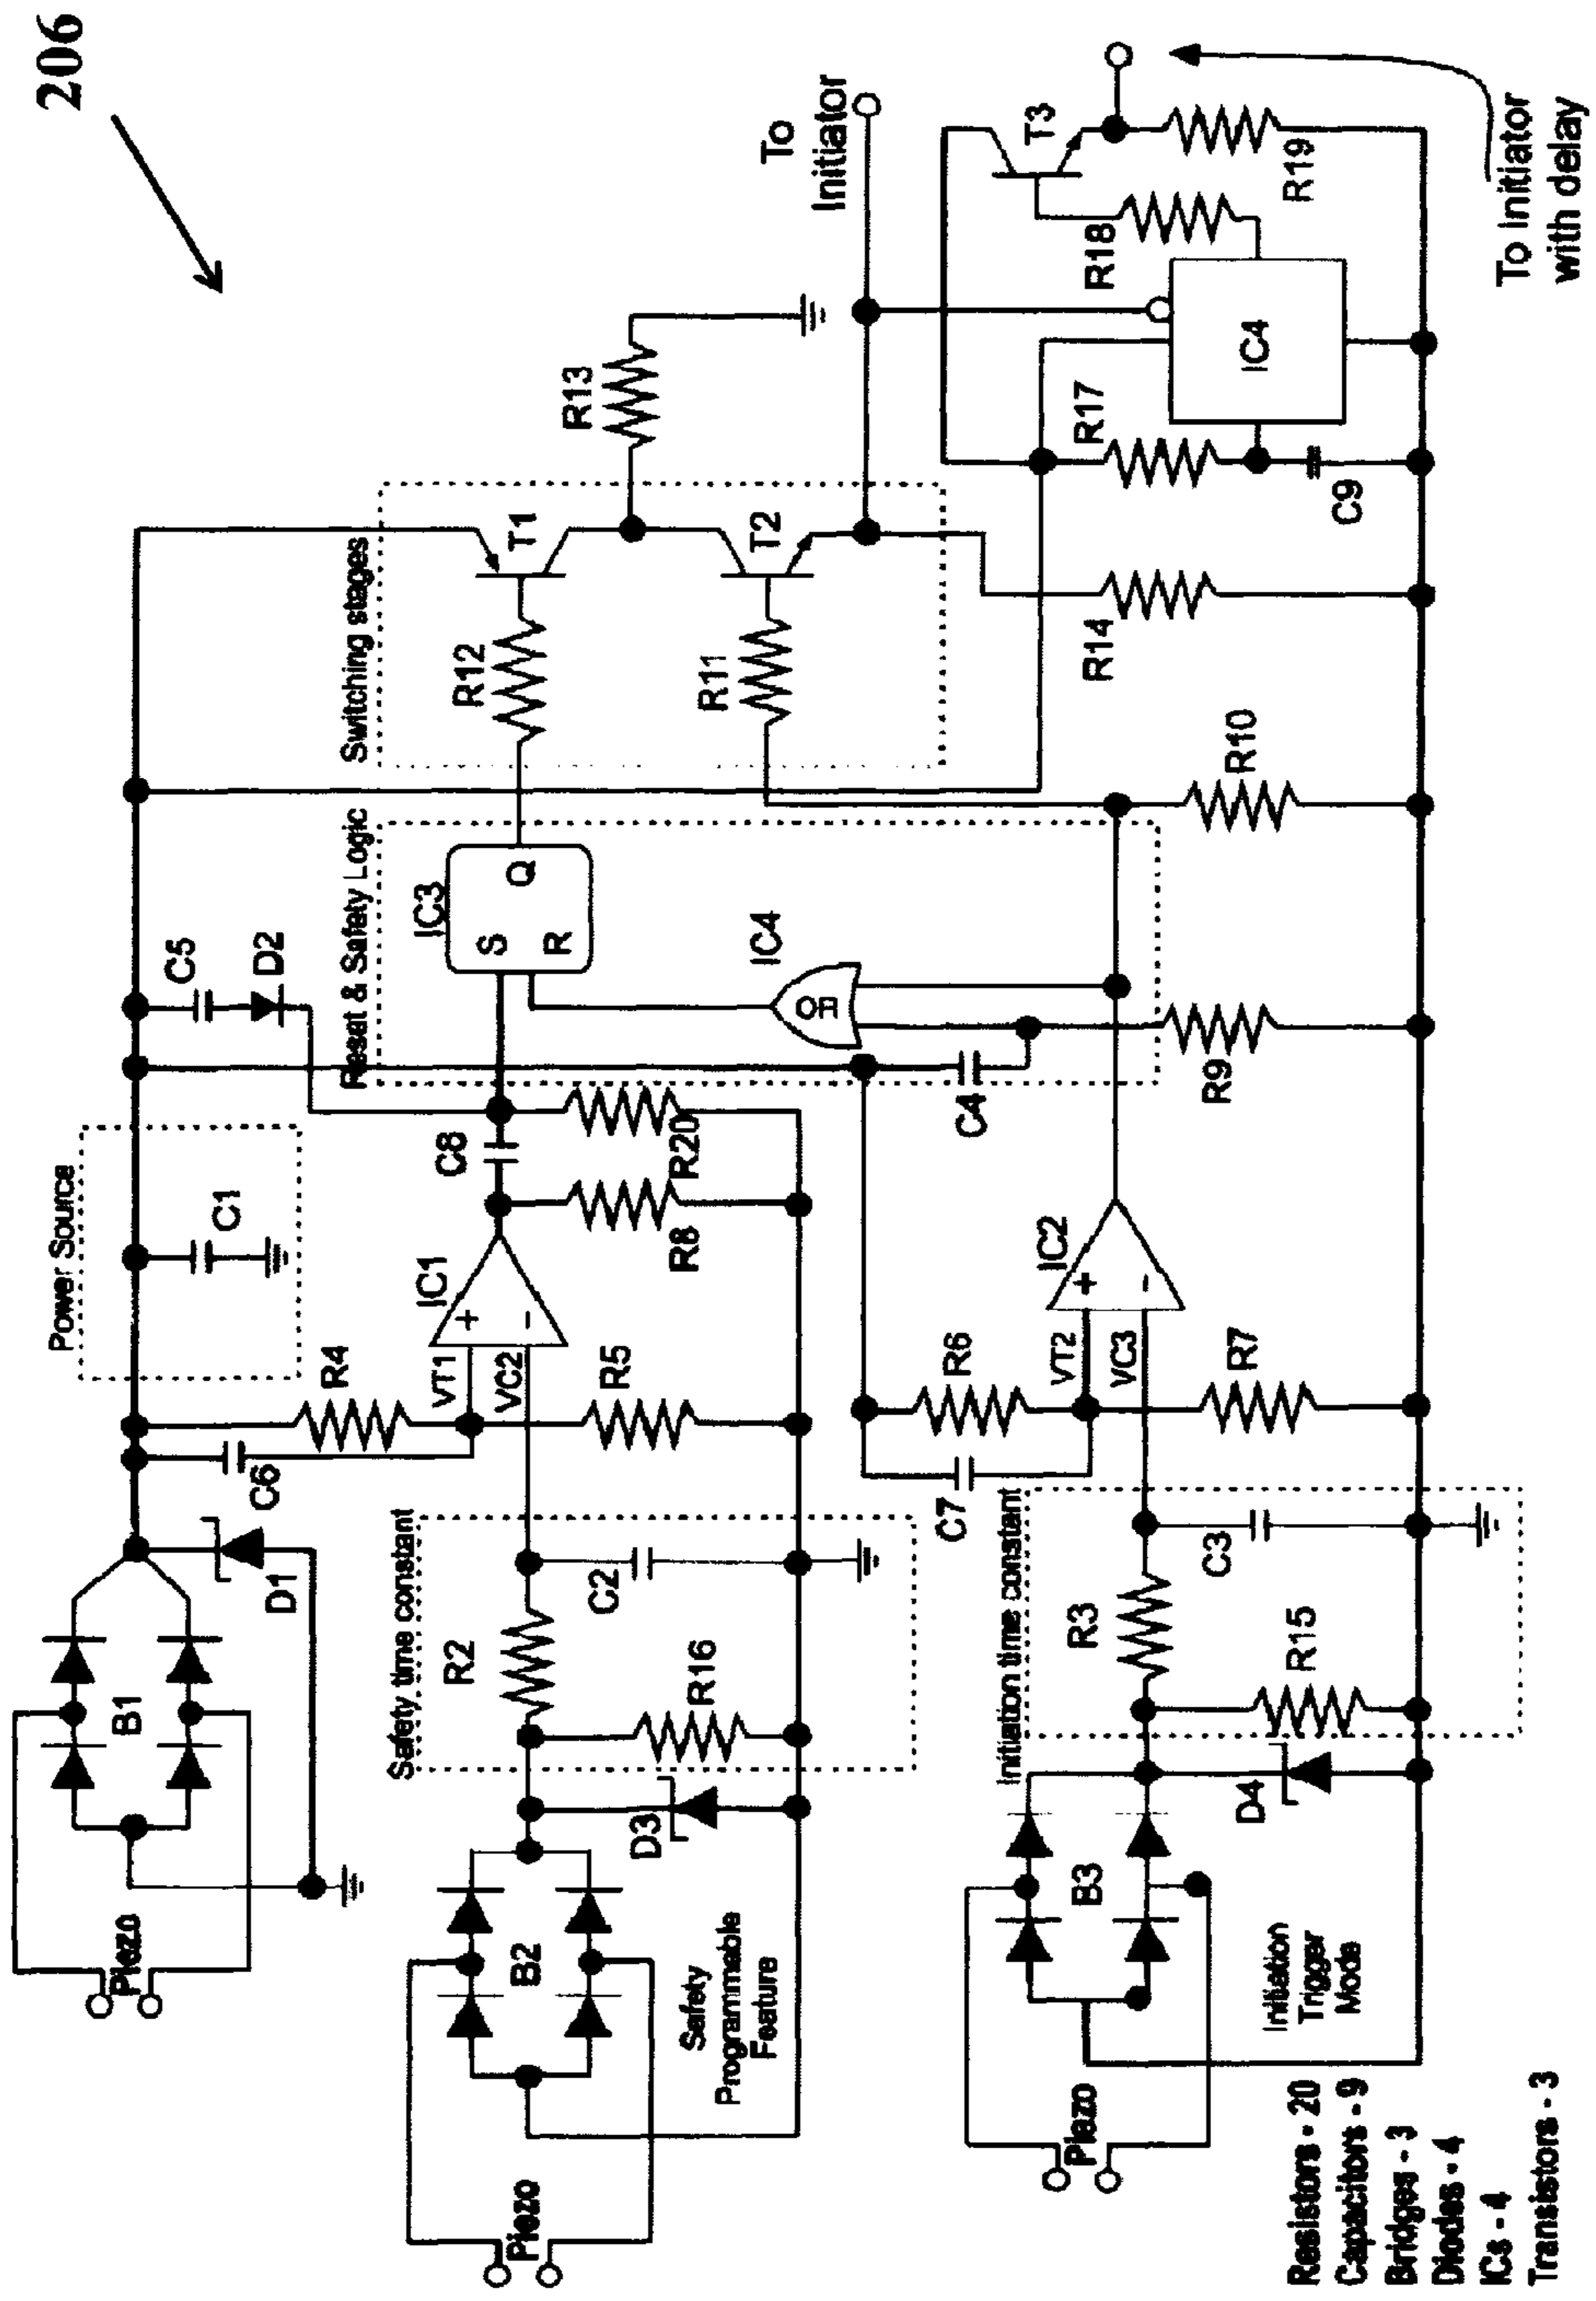 206
Piezo
B1
D1
C6
R4
Power Source
C1
C5
D2
Switching stages
R12
T1
R13
R11
T2
To
Initiator
Piezo
B2
Safety
Programmable
Feature
D3
Safety time constant
R2
R16
C2
VT1
VC2
R5
IC1
+
-
C8
R8
R20
Reset & Safety Logic
IC3
S
R
Q
IC4
OR
C4
R9
R10
R14
Piezo
B3
Initiation
Trigger
Mode
D4
Initiation time constant
R3
R15
C3
C7
R6
VT2
VC3
R7
IC2
+
-
R17
C9
IC4
R18
T3
R19
To Initiator
with delay
Resistors - 20
Capacitors - 9
Bridges - 3
Diodes - 4
ICs - 4
Transistors - 3